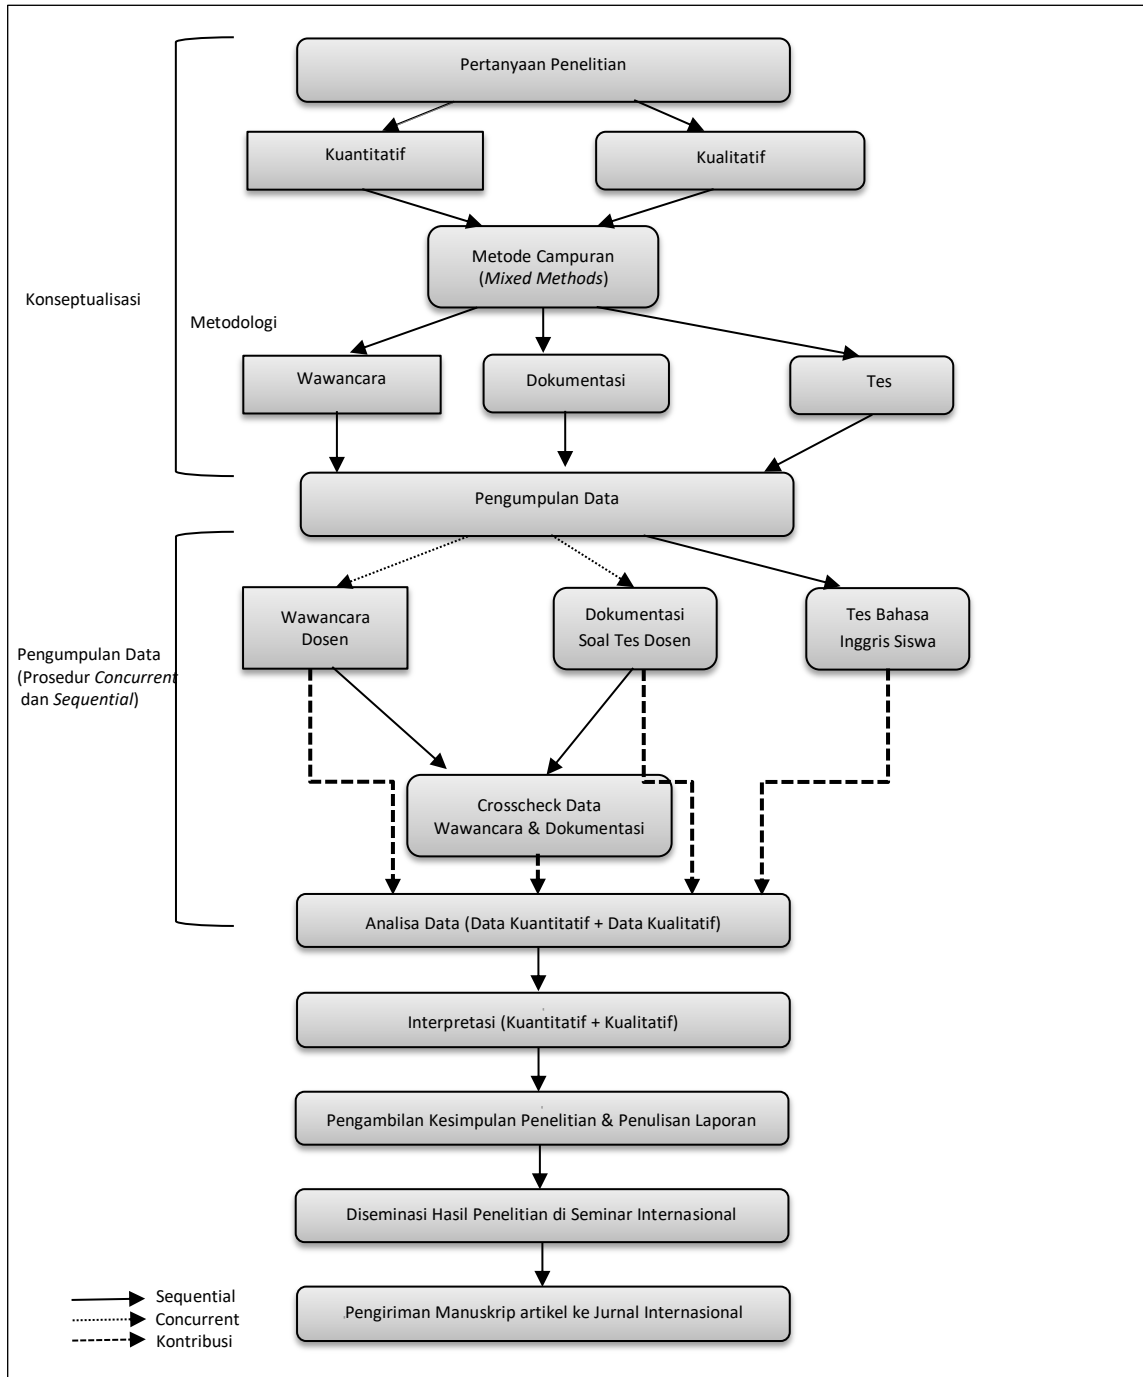 Pertanyaan Penelitian
Kuantitatif
Kualitatif
Metode Campuran
(Mixed Methods)
Konseptualisasi
Metodologi
Wawancara
Dokumentasi
Tes
Pengumpulan Data
Wawancara
Dosen
Dokumentasi
Soal Tes Dosen
Tes Bahasa
Inggris Siswa
Pengumpulan Data
(Prosedur Concurrent
dan Sequential)
Crosscheck Data
Wawancara & Dokumentasi
Analisa Data (Data Kuantitatif + Data Kualitatif)
Interpretasi (Kuantitatif + Kualitatif)
Pengambilan Kesimpulan Penelitian & Penulisan Laporan
Diseminasi Hasil Penelitian di Seminar Internasional
Pengiriman Manuskrip artikel ke Jurnal Internasional
Sequential
Concurrent
Kontribusi